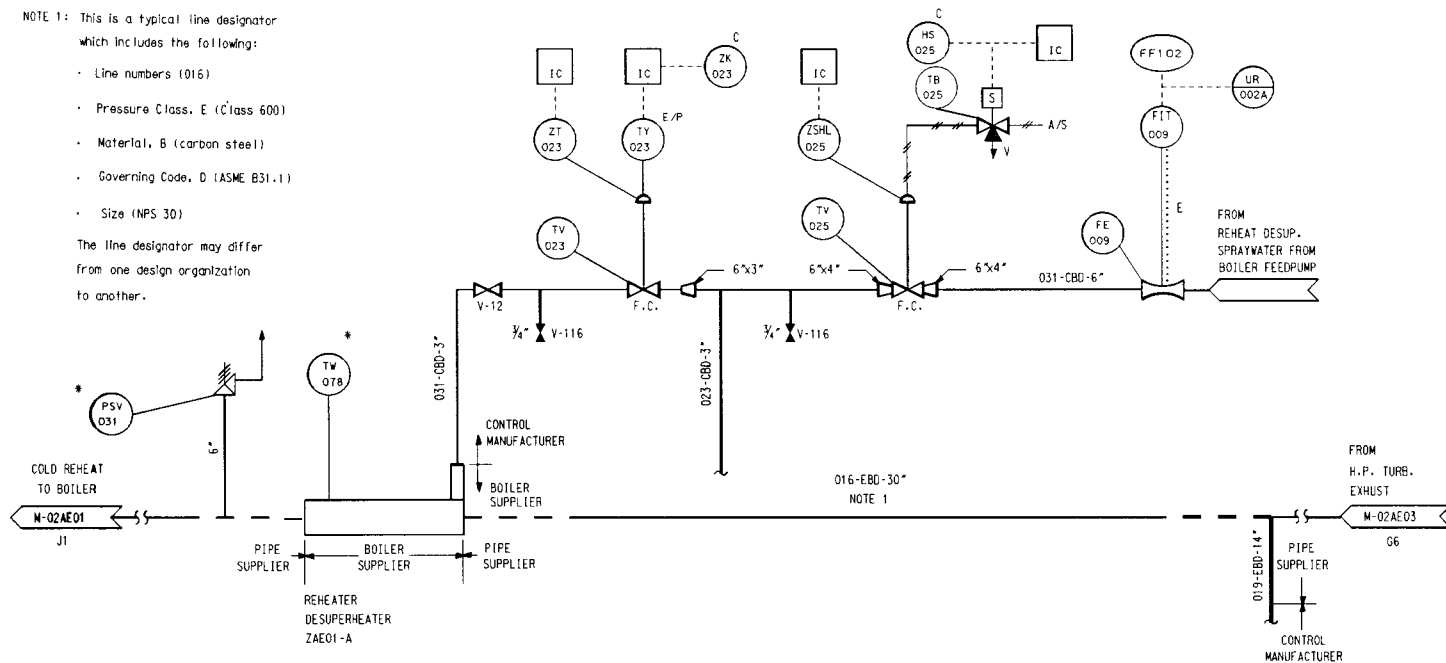 NOTE 1: This is a typical line designator
which includes the following:
· Line numbers (016)
· Pressure Class, E (Class 600)
· Material, B (carbon steel)
· Governing Code, D (ASME B31.1)
· Size (NPS 30)
The line designator may differ
from one design organization
to another.
IC
IC
C
ZK
023
IC
C
HS
025
IC
FF102
UR
002A
ZT
023
TY
023
E/P
ZSHL
025
TB
025
S
A/S
V
FIT
009
E
TV
023
TV
025
FE
009
FROM
REHEAT DESUP.
SPRAYWATER FROM
BOILER FEEDPUMP
6"x3"
6"x4"
6"x4"
031-CBD-6"
V-12
F.C.
F.C.
3/4"
V-116
3/4"
V-116
031-CBD-3"
023-CBD-3"
*
TW
078
*
PSV
031
6"
CONTROL
MANUFACTURER
BOILER
SUPPLIER
COLD REHEAT
TO BOILER
M-02AE01
J1
016-EBD-30"
NOTE 1
FROM
H.P. TURB.
EXHUST
M-02AE03
G6
PIPE
SUPPLIER
BOILER
SUPPLIER
PIPE
SUPPLIER
REHEATER
DESUPERHEATER
ZAE01-A
019-EBD-14"
PIPE
SUPPLIER
CONTROL
MANUFACTURER